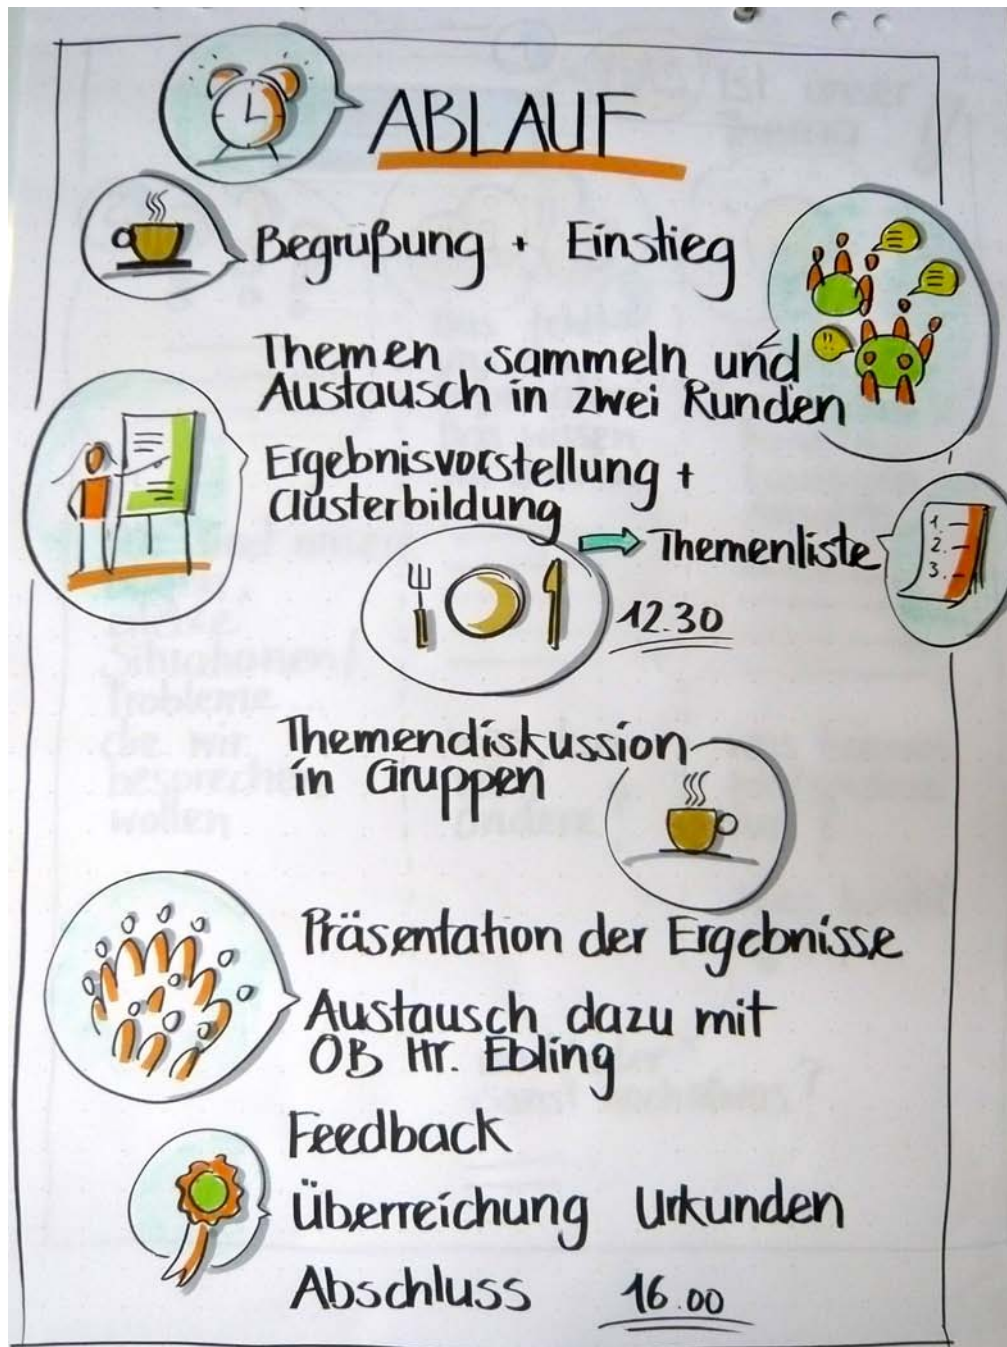 ABLAUF
Begrüßung + Einstieg
Themen sammeln und
Austausch in zwei Runden
Ergebnisvorstellung +
Clusterbildung
Themenliste
1.
2.
3.
12.30
Themendiskussion
in Gruppen
Präsentation der Ergebnisse
Austausch dazu mit
OB Hr. Ebling
Feedback
Überreichung Urkunden
Abschluss 16.00